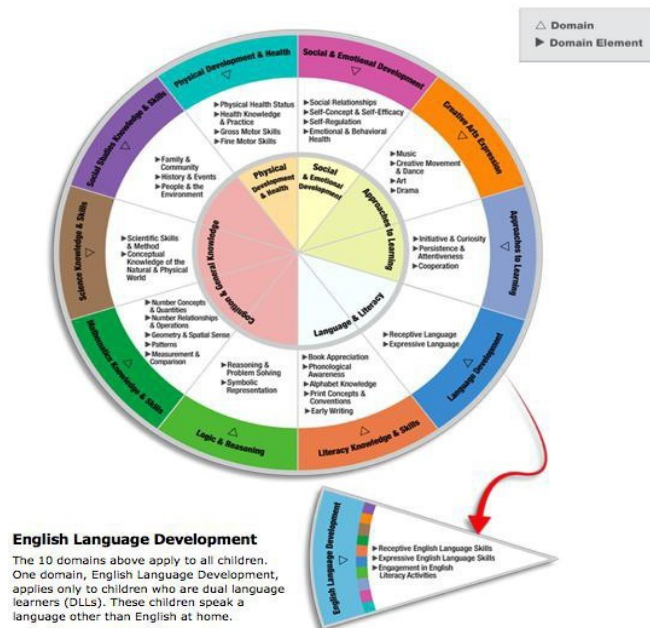 △ Domain
▶ Domain Element
Physical Development & Health
▶Physical Health Status
▶Health Knowledge
& Practice
▶Gross Motor Skills
▶Fine Motor Skills
Social & Emotional Development
▶Social Relationships
▶Self-Concept & Self-Efficacy
▶Self-Regulation
▶Emotional & Behavioral
Health
Creative Arts Expression
▶Music
▶Creative Movement
& Dance
▶Art
▶Drama
Approaches to Learning
▶Initiative & Curiosity
▶Persistence &
Attentiveness
▶Cooperation
Language Development
▶Receptive Language
▶Expressive Language
Literacy Knowledge & Skills
▶Book Appreciation
▶Phonological
Awareness
▶Alphabet Knowledge
▶Print Concepts &
Conventions
▶Early Writing
Logic & Reasoning
▶Reasoning &
Problem Solving
▶Symbolic
Representation
Mathematics Knowledge & Skills
▶Number Concepts
& Quantities
▶Number Relationships
& Operations
▶Geometry & Spatial Sense
▶Patterns
▶Measurement &
Comparison
Science Knowledge & Skills
▶Scientific Skills
& Method
▶Conceptual
Knowledge of the
Natural & Physical
World
Social Studies Knowledge & Skills
▶Family &
Community
▶History & Events
▶People & the
Environment
Physical
Development
& Health
Social
& Emotional
Development
Approaches to Learning
Language & Literacy
Cognition & General Knowledge
English Language Development
▶Receptive English Language Skills
▶Expressive English Language Skills
▶Engagement in English
Literacy Activities
English Language Development
The 10 domains above apply to all children.
One domain, English Language Development,
applies only to children who are dual language
learners (DLLs). These children speak a
language other than English at home.